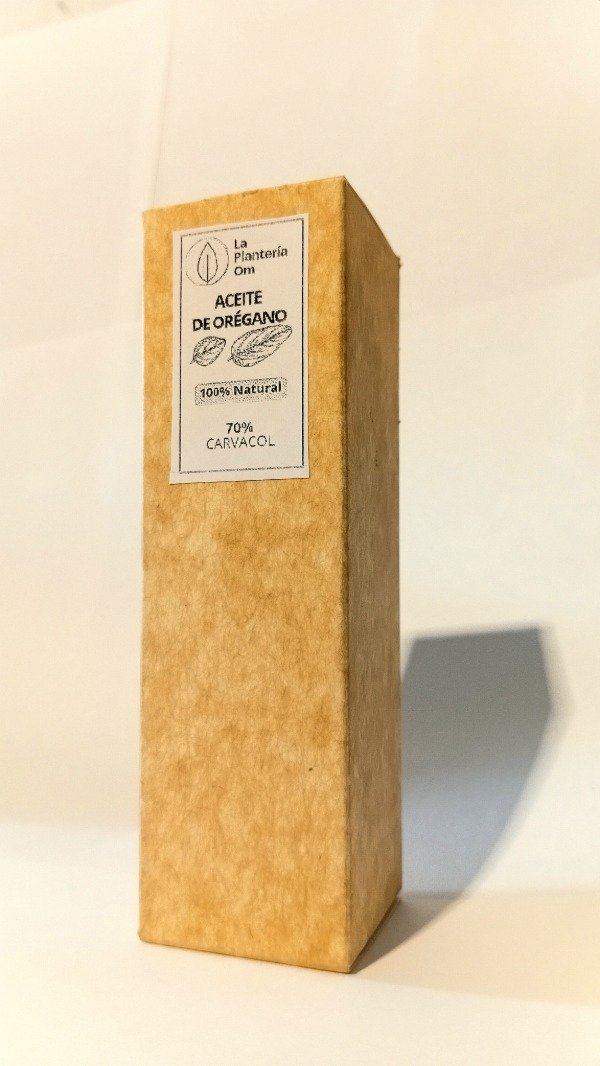 La
Plantería
Om
ACEITE
DE ORÉGANO
100% Natural
70%
CARVACOL